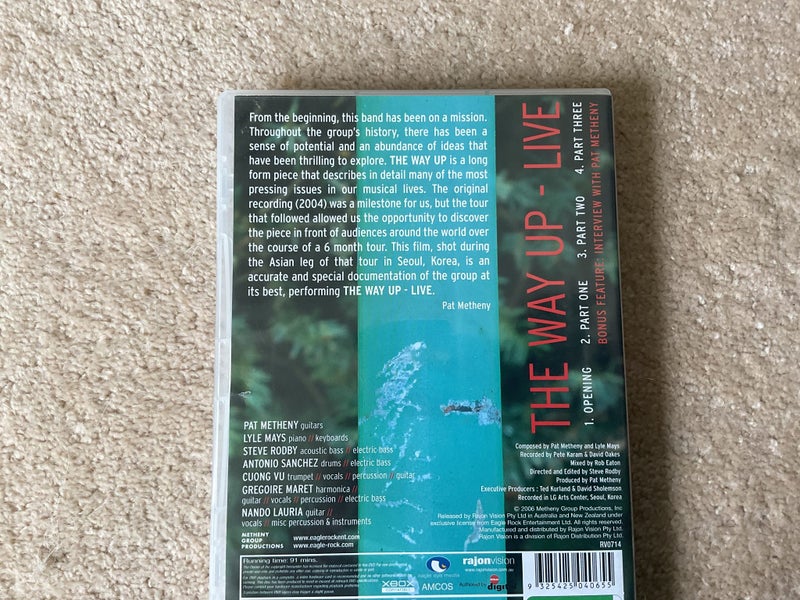 From the beginning, this band has been on a mission.
Throughout the group's history, there has been a
sense of potential and an abundance of ideas that
have been thrilling to explore. THE WAY UP is a long
form piece that describes in detail many of the most
pressing issues in our musical lives. The original
recording (2004) was a milestone for us, but the tour
that followed allowed us the opportunity to discover
the piece in front of audiences around the world over
the course of a 6 month tour. This film, shot during
the Asian leg of that tour in Seoul, Korea, is an
accurate and special documentation of the group at
its best, performing THE WAY UP - LIVE.
Pat Metheny
THE WAY UP - LIVE
1. OPENING 2. PART ONE 3. PART TWO 4. PART THREE
BONUS FEATURE: INTERVIEW WITH PAT METHENY
PAT METHENY guitars
LYLE MAYS piano // keyboards
STEVE RODBY acoustic bass // electric bass
ANTONIO SANCHEZ drums // electric bass
CUONG VU trumpet // vocals // percussion // guitar
GREGOIRE MARET harmonica //
guitar // vocals // percussion // electric bass
NANDO LAURIA guitar //
vocals // misc percussion & instruments
METHENY
GROUP
PRODUCTIONS
www.eaglerockent.com
www.eagle-rock.com
Composed by Pat Metheny and Lyle Mays
Recorded by Pete Karam & David Oakes
Mixed by Rob Eaton
Directed and Edited by Steve Rodby
Produced by Pat Metheny
Executive Producers : Ted Kurland & David Sholemson
Recorded in LG Arts Center, Seoul, Korea
© 2006 Metheny Group Productions, Inc
Released by Rajon Vision Pty Ltd in Australia and New Zealand under
exclusive license from Eagle Rock Entertainment Ltd. All rights reserved.
Manufactured and distributed by Rajon Vision Pty Ltd.
Rajon Vision is a division of Rajon Distribution Pty Ltd.
RV0714
Running time: 91 mins.
XBOX
AMCOS
eagle eye media
rajonvision
www.rajonvision.com.au
Authored by
digital
9 325425 040655